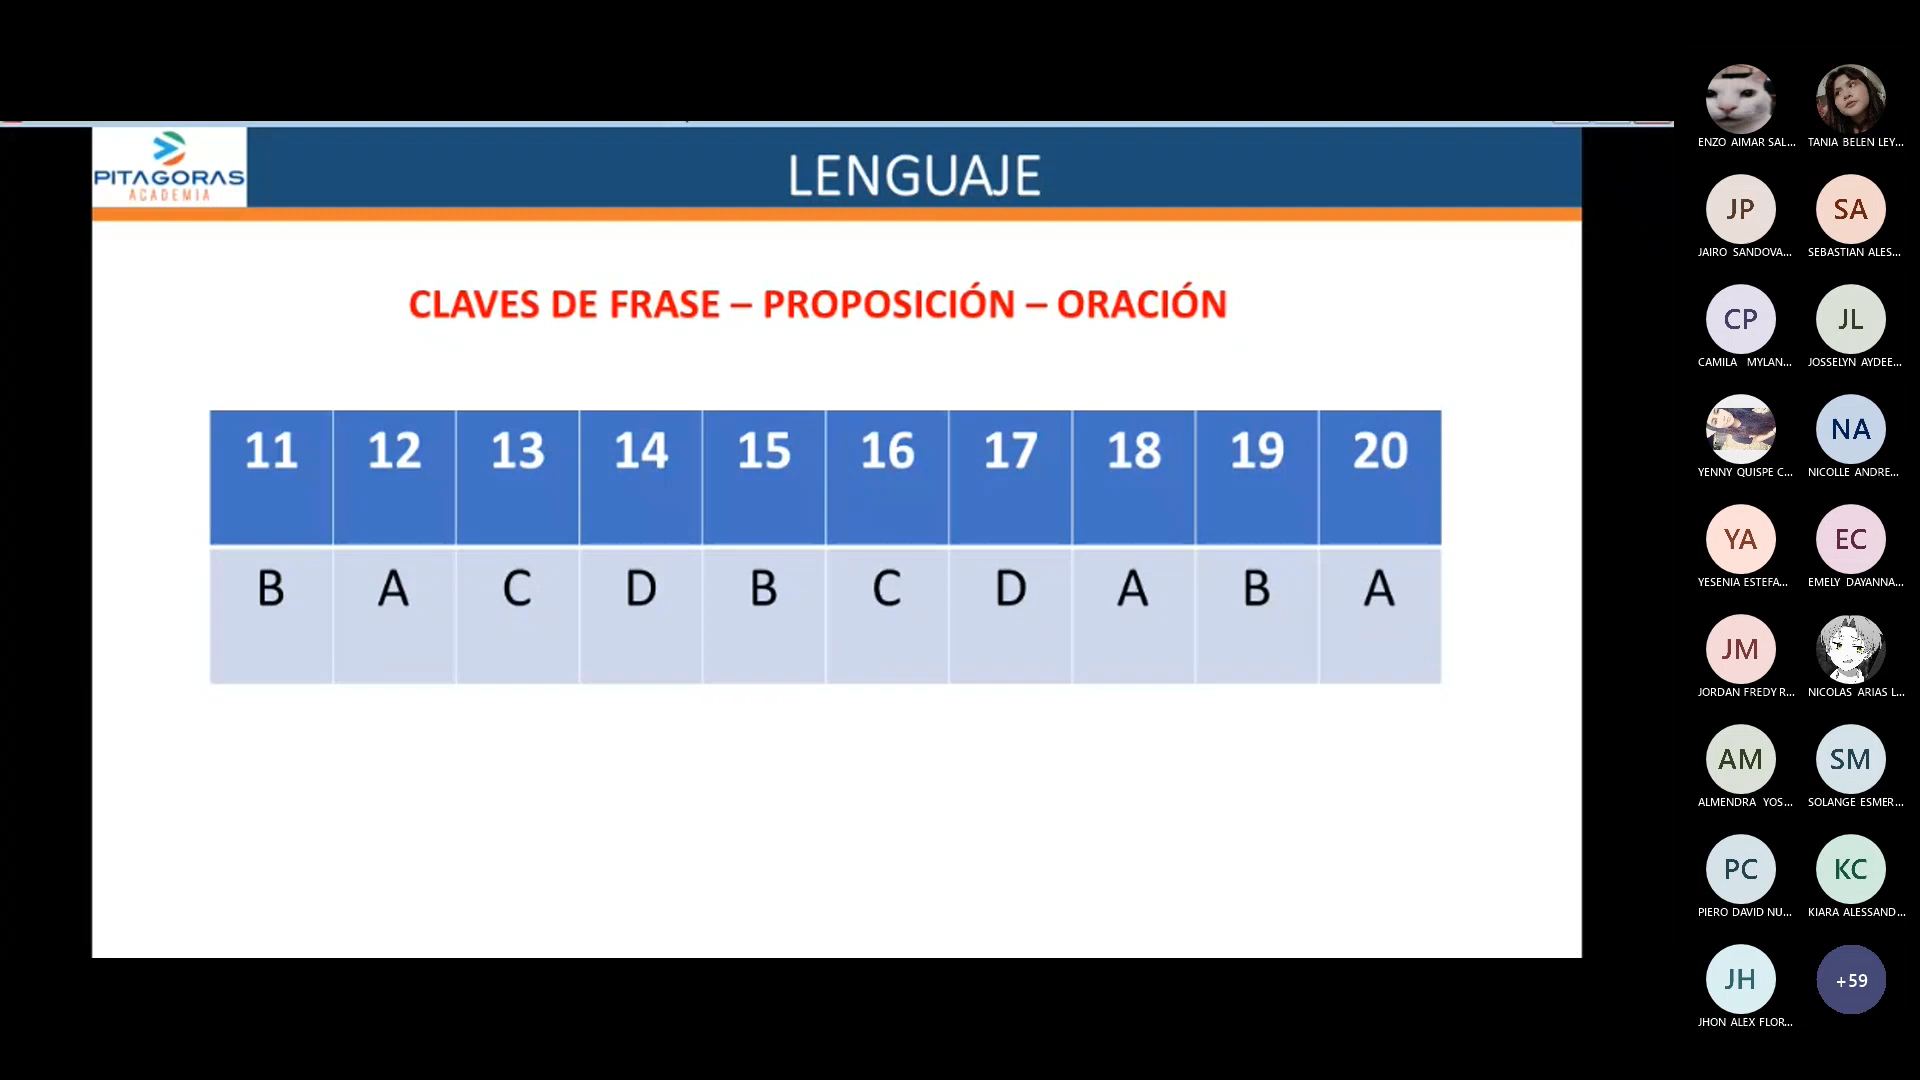 PITAGORAS
ACADEMIA
LENGUAJE
CLAVES DE FRASE – PROPOSICIÓN – ORACIÓN
11 12 13 14 15 16 17 18 19 20
B A C D B C D A B A
ENZO AIMAR SAL... TANIA BELEN LEY...
JP SA
JAIRO SANDOVA... SEBASTIAN ALES...
CP JL
CAMILA MYLAN... JOSSELYN AYDEE...
NA
YENNY QUISPE C... NICOLLE ANDRE...
YA EC
YESENIA ESTEFA... EMELY DAYANNA...
JM
JORDAN FREDY R... NICOLAS ARIAS L...
AM SM
ALMENDRA YOS... SOLANGE ESMER...
PC KC
PIERO DAVID NU... KIARA ALESSAND...
JH +59
JHON ALEX FLOR...